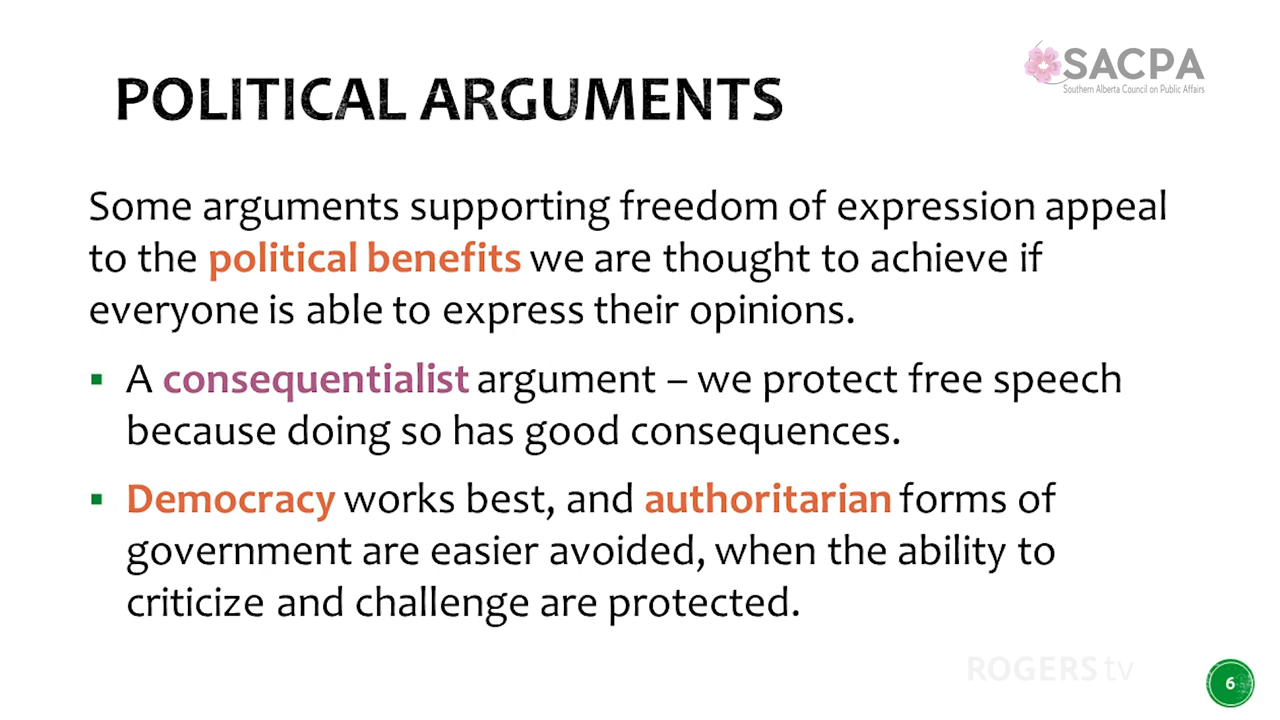 SACPA
Southern Alberta Council on Public Affairs
POLITICAL ARGUMENTS
Some arguments supporting freedom of expression appeal
to the political benefits we are thought to achieve if
everyone is able to express their opinions.
▪ A consequentialist argument – we protect free speech
because doing so has good consequences.
▪ Democracy works best, and authoritarian forms of
government are easier avoided, when the ability to
criticize and challenge are protected.
ROGERS tv
6